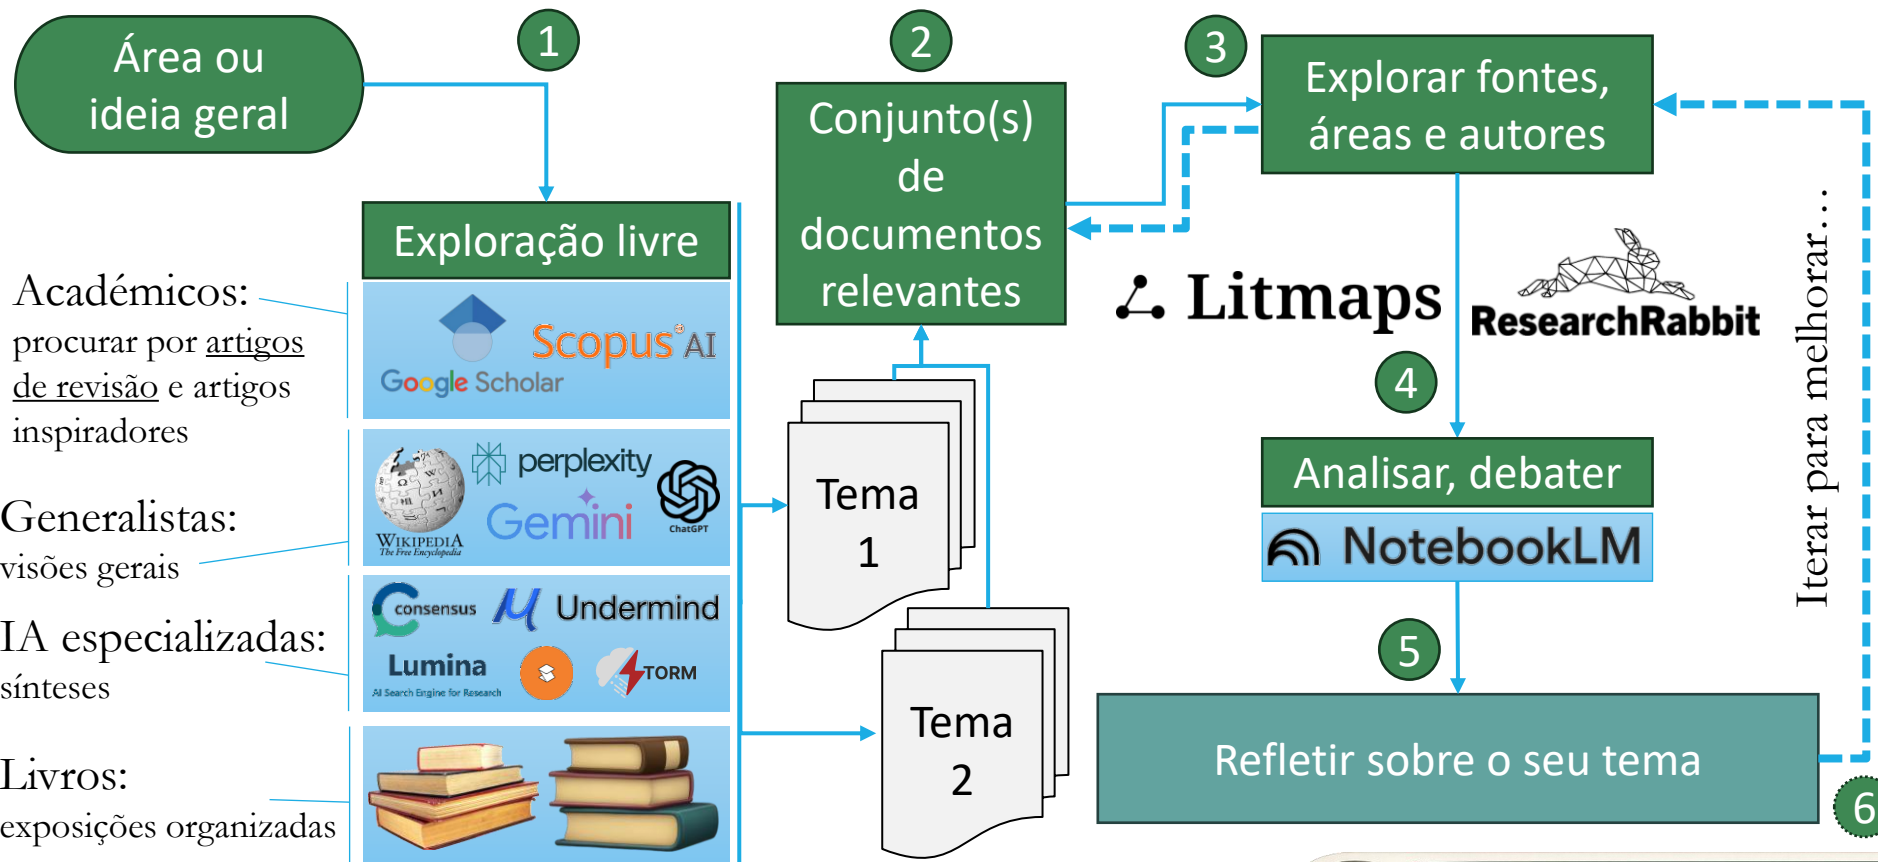 Área ou
ideia geral
1
Exploração livre
Académicos:
procurar por artigos
de revisão e artigos
inspiradores
Google Scholar
Scopus AI
Generalistas:
visões gerais
WIKIPEDIA
The Free Encyclopedia
perplexity
Gemini
ChatGPT
IA especializadas:
sínteses
consensus
Undermind
Lumina
AI Search Engine for Research
TORM
Livros:
exposições organizadas
Tema
1
Tema
2
2
Conjunto(s)
de
documentos
relevantes
3
Explorar fontes,
áreas e autores
Litmaps
ResearchRabbit
4
Analisar, debater
NotebookLM
5
Refletir sobre o seu tema
6
Iterar para melhorar…